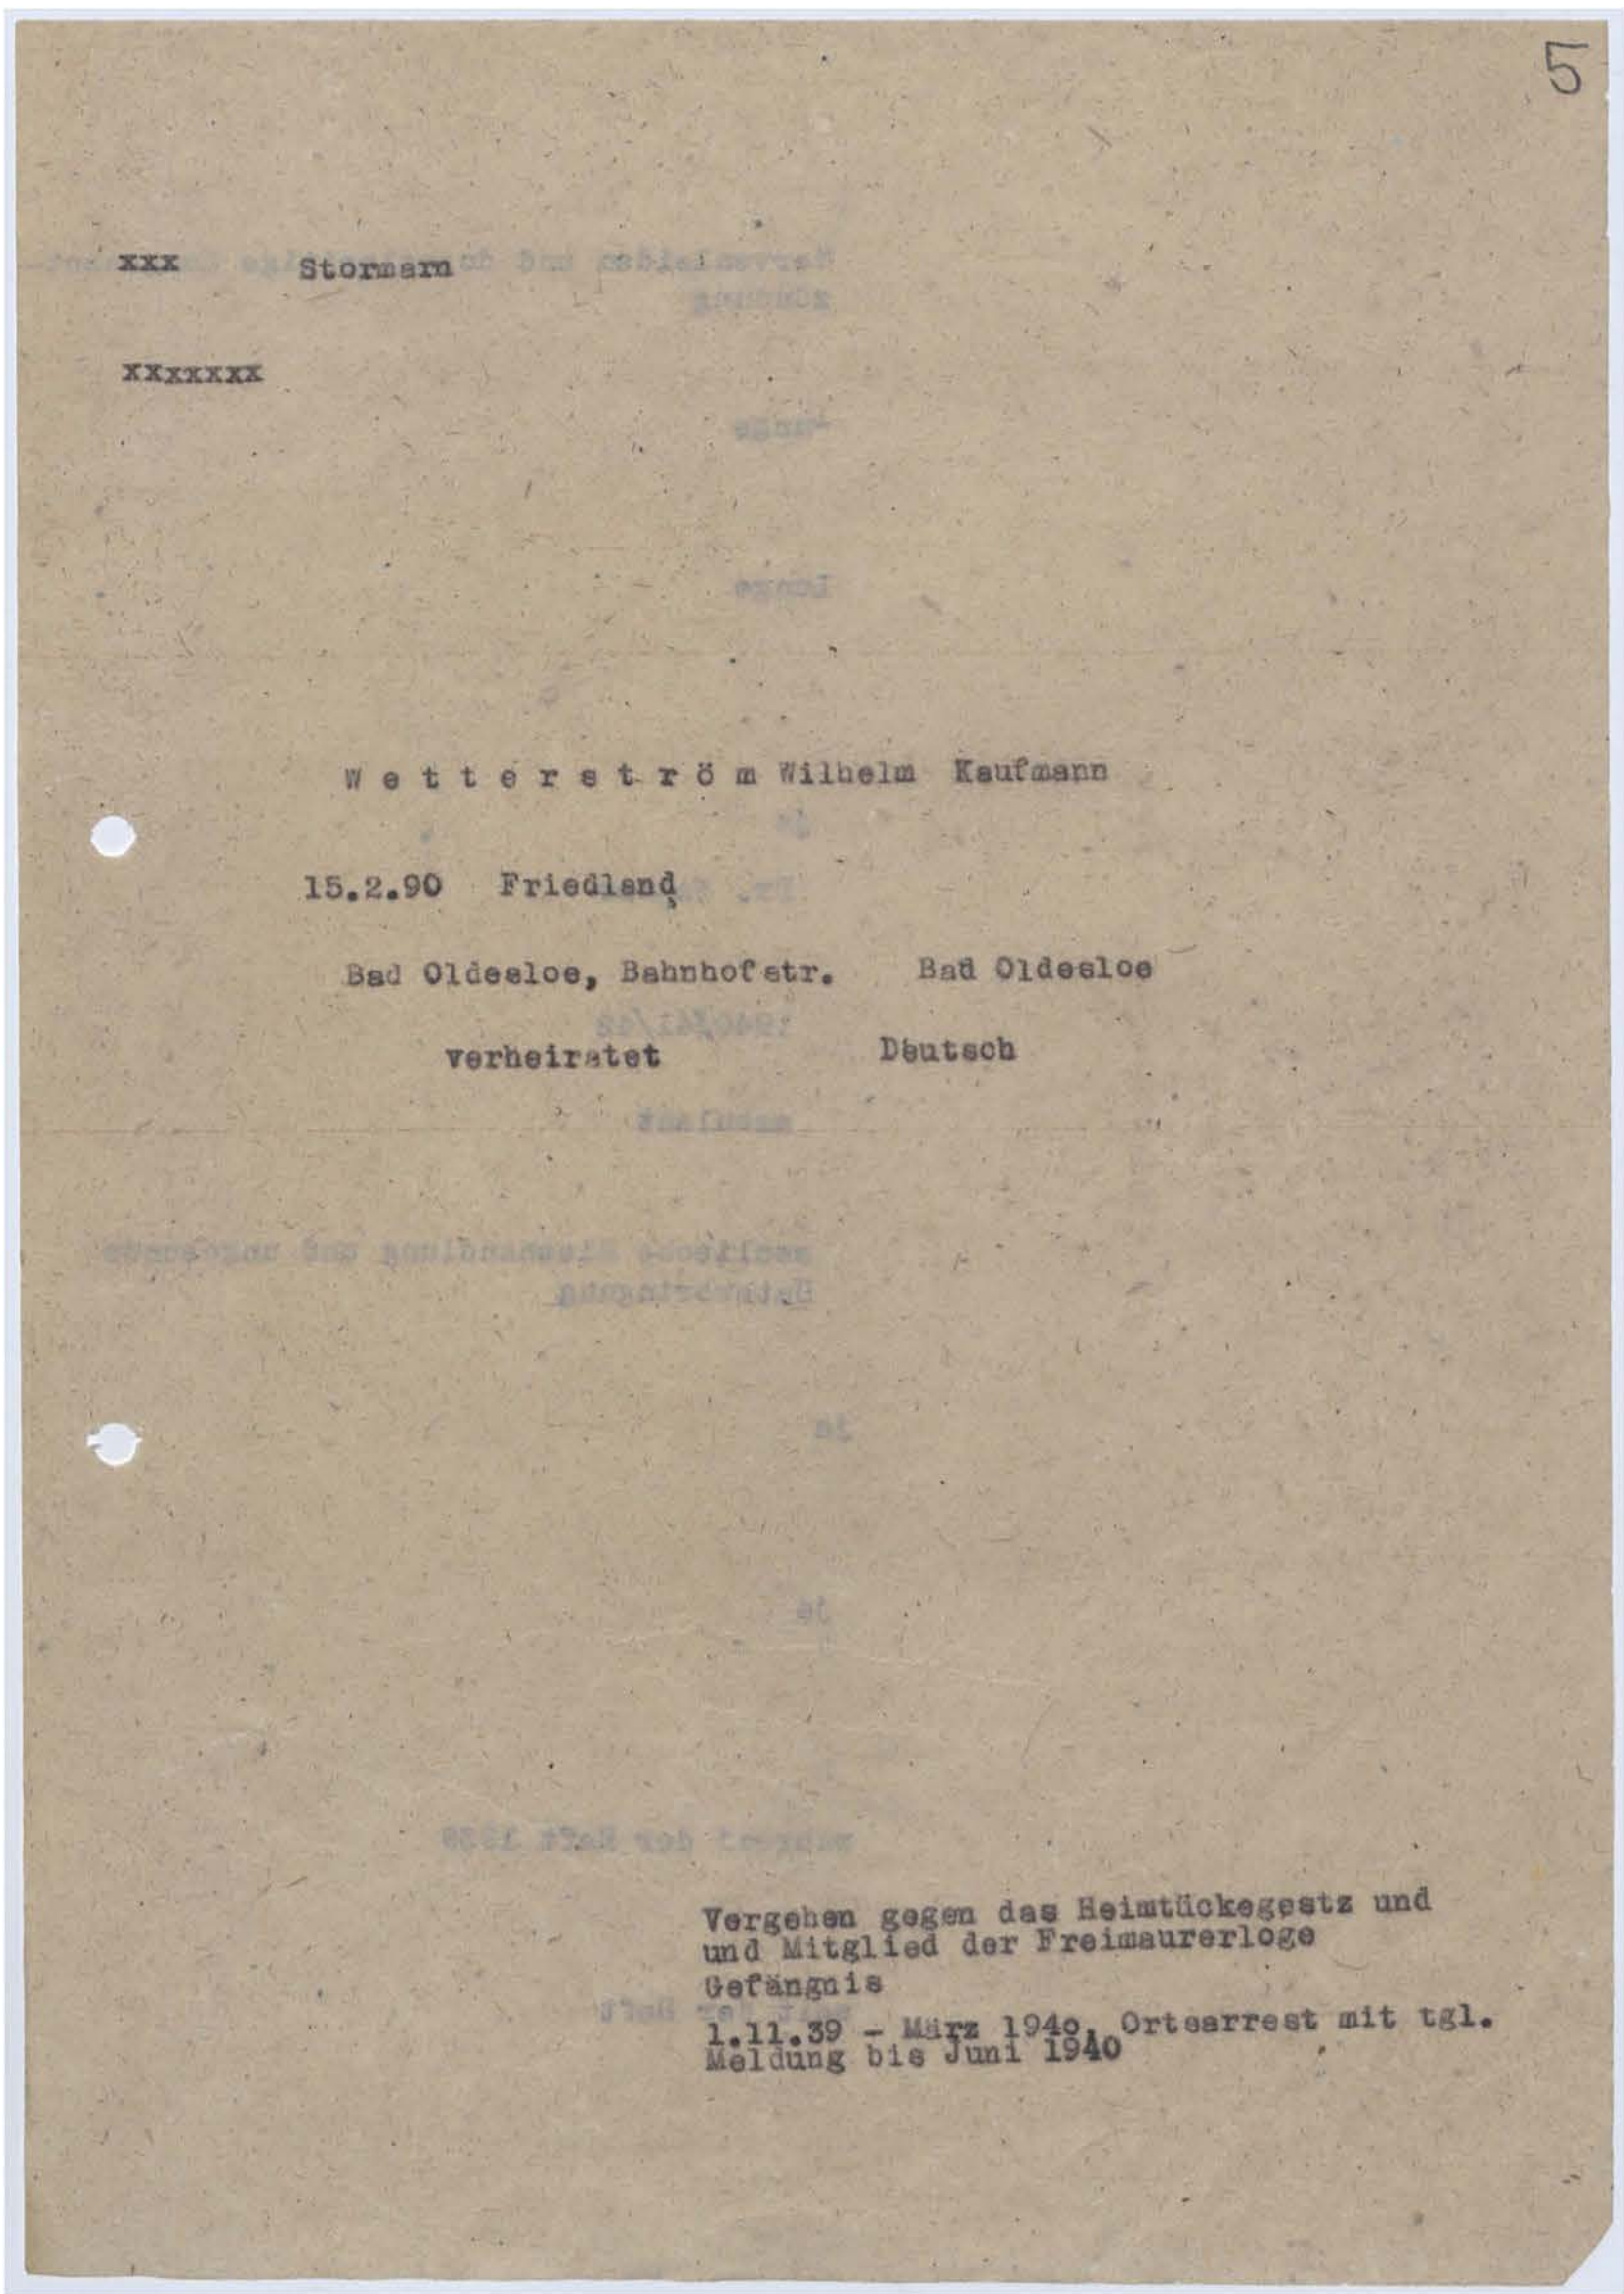 5
xxx Stormarn
xxxxxxx
W e t t e r s t r ö m Wilhelm Kaufmann
15.2.90 Friedland
Bad Oldesloe, Bahnhofstr. Bad Oldesloe
verheiratet Deutsch
Vergehen gegen das Heimtückegestz und
und Mitglied der Freimaurerloge
Gefängnis
1.11.39 - März 1940, Ortsarrest mit tgl.
Meldung bis Juni 1940